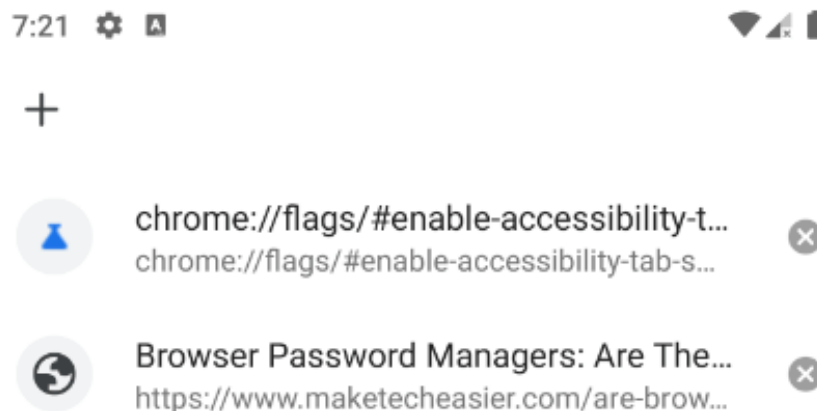 7:21
chrome://flags/#enable-accessibility-t...
chrome://flags/#enable-accessibility-tab-s...
Browser Password Managers: Are The...
https://www.maketecheasier.com/are-brow...